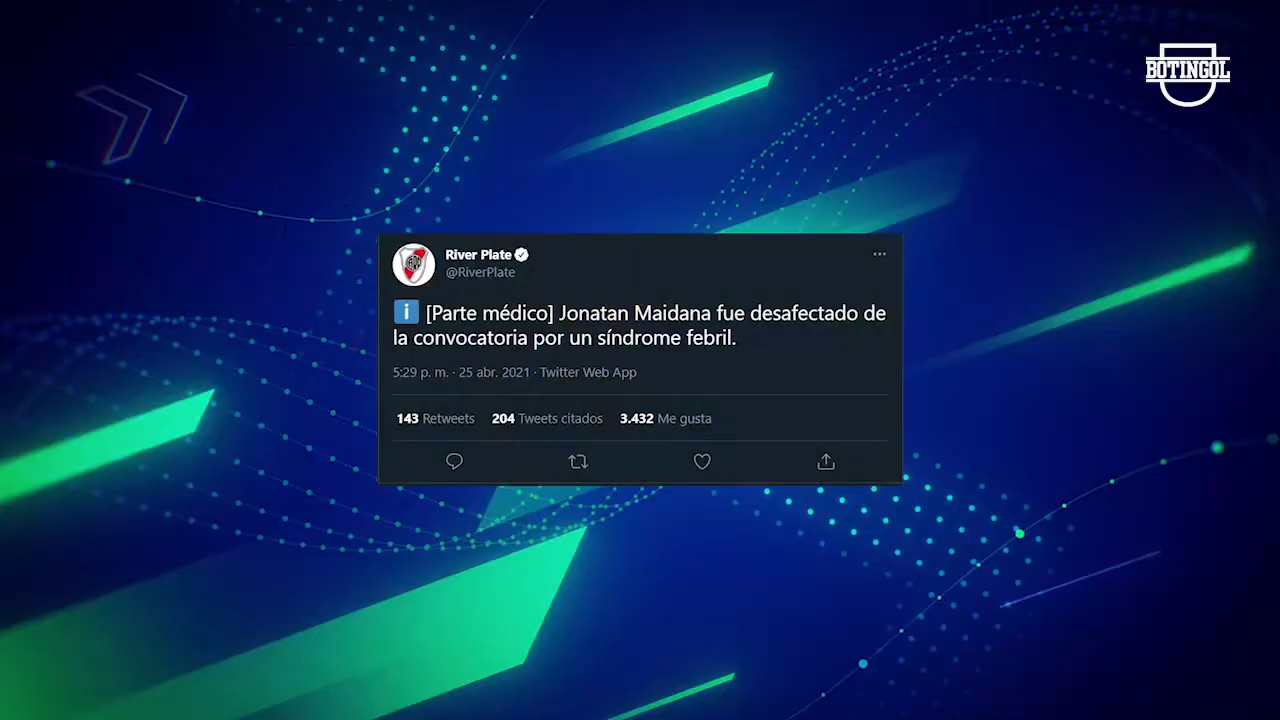 BOTINGOL
River Plate
@RiverPlate
[Parte médico] Jonatan Maidana fue desafectado de
la convocatoria por un síndrome febril.
5:29 p. m. · 25 abr. 2021 · Twitter Web App
143 Retweets 204 Tweets citados 3.432 Me gusta